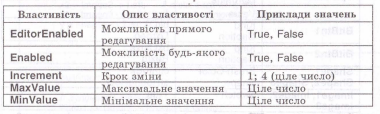 Властивість Опис властивості Приклади значень
EditorEnabled Можливість прямого редагування True, False
Enabled Можливість будь-якого редагування True, False
Increment Крок зміни 1; 4 (ціле число)
MaxValue Максимальне значення Ціле число
MinValue Мінімальне значення Ціле число